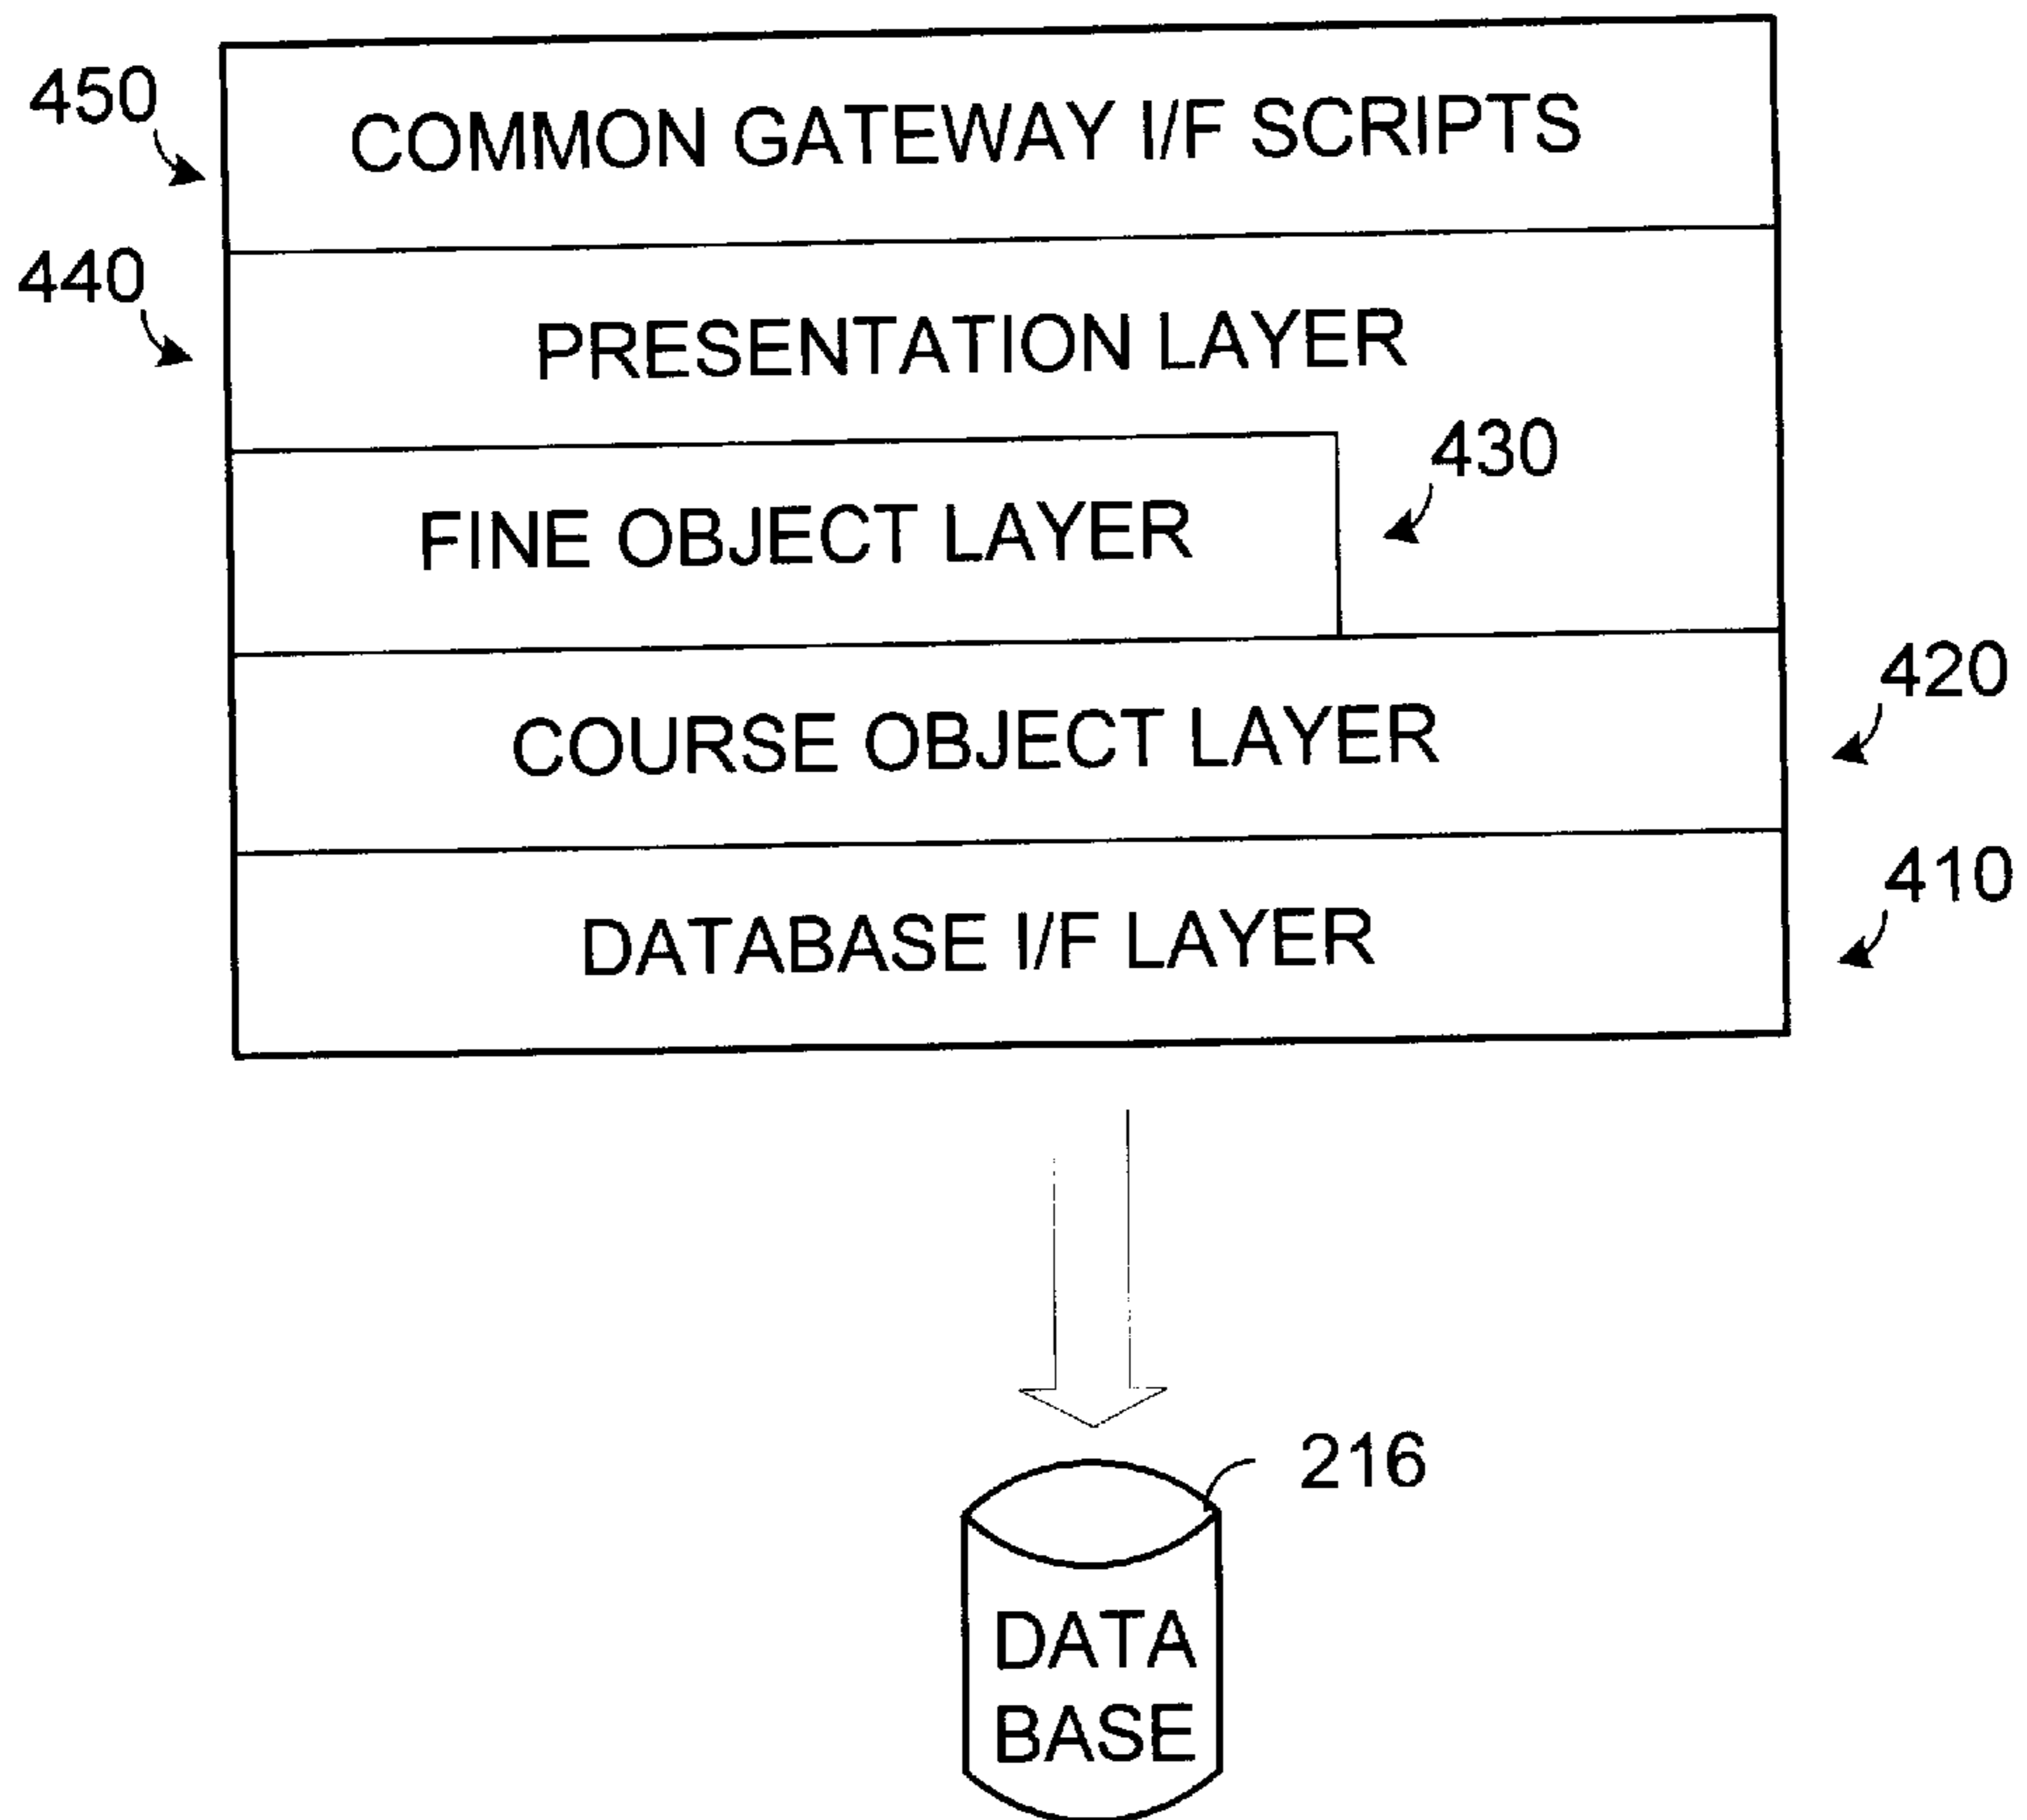 450
COMMON GATEWAY I/F SCRIPTS
440
PRESENTATION LAYER
430
FINE OBJECT LAYER
420
COURSE OBJECT LAYER
410
DATABASE I/F LAYER
216
DATA
BASE